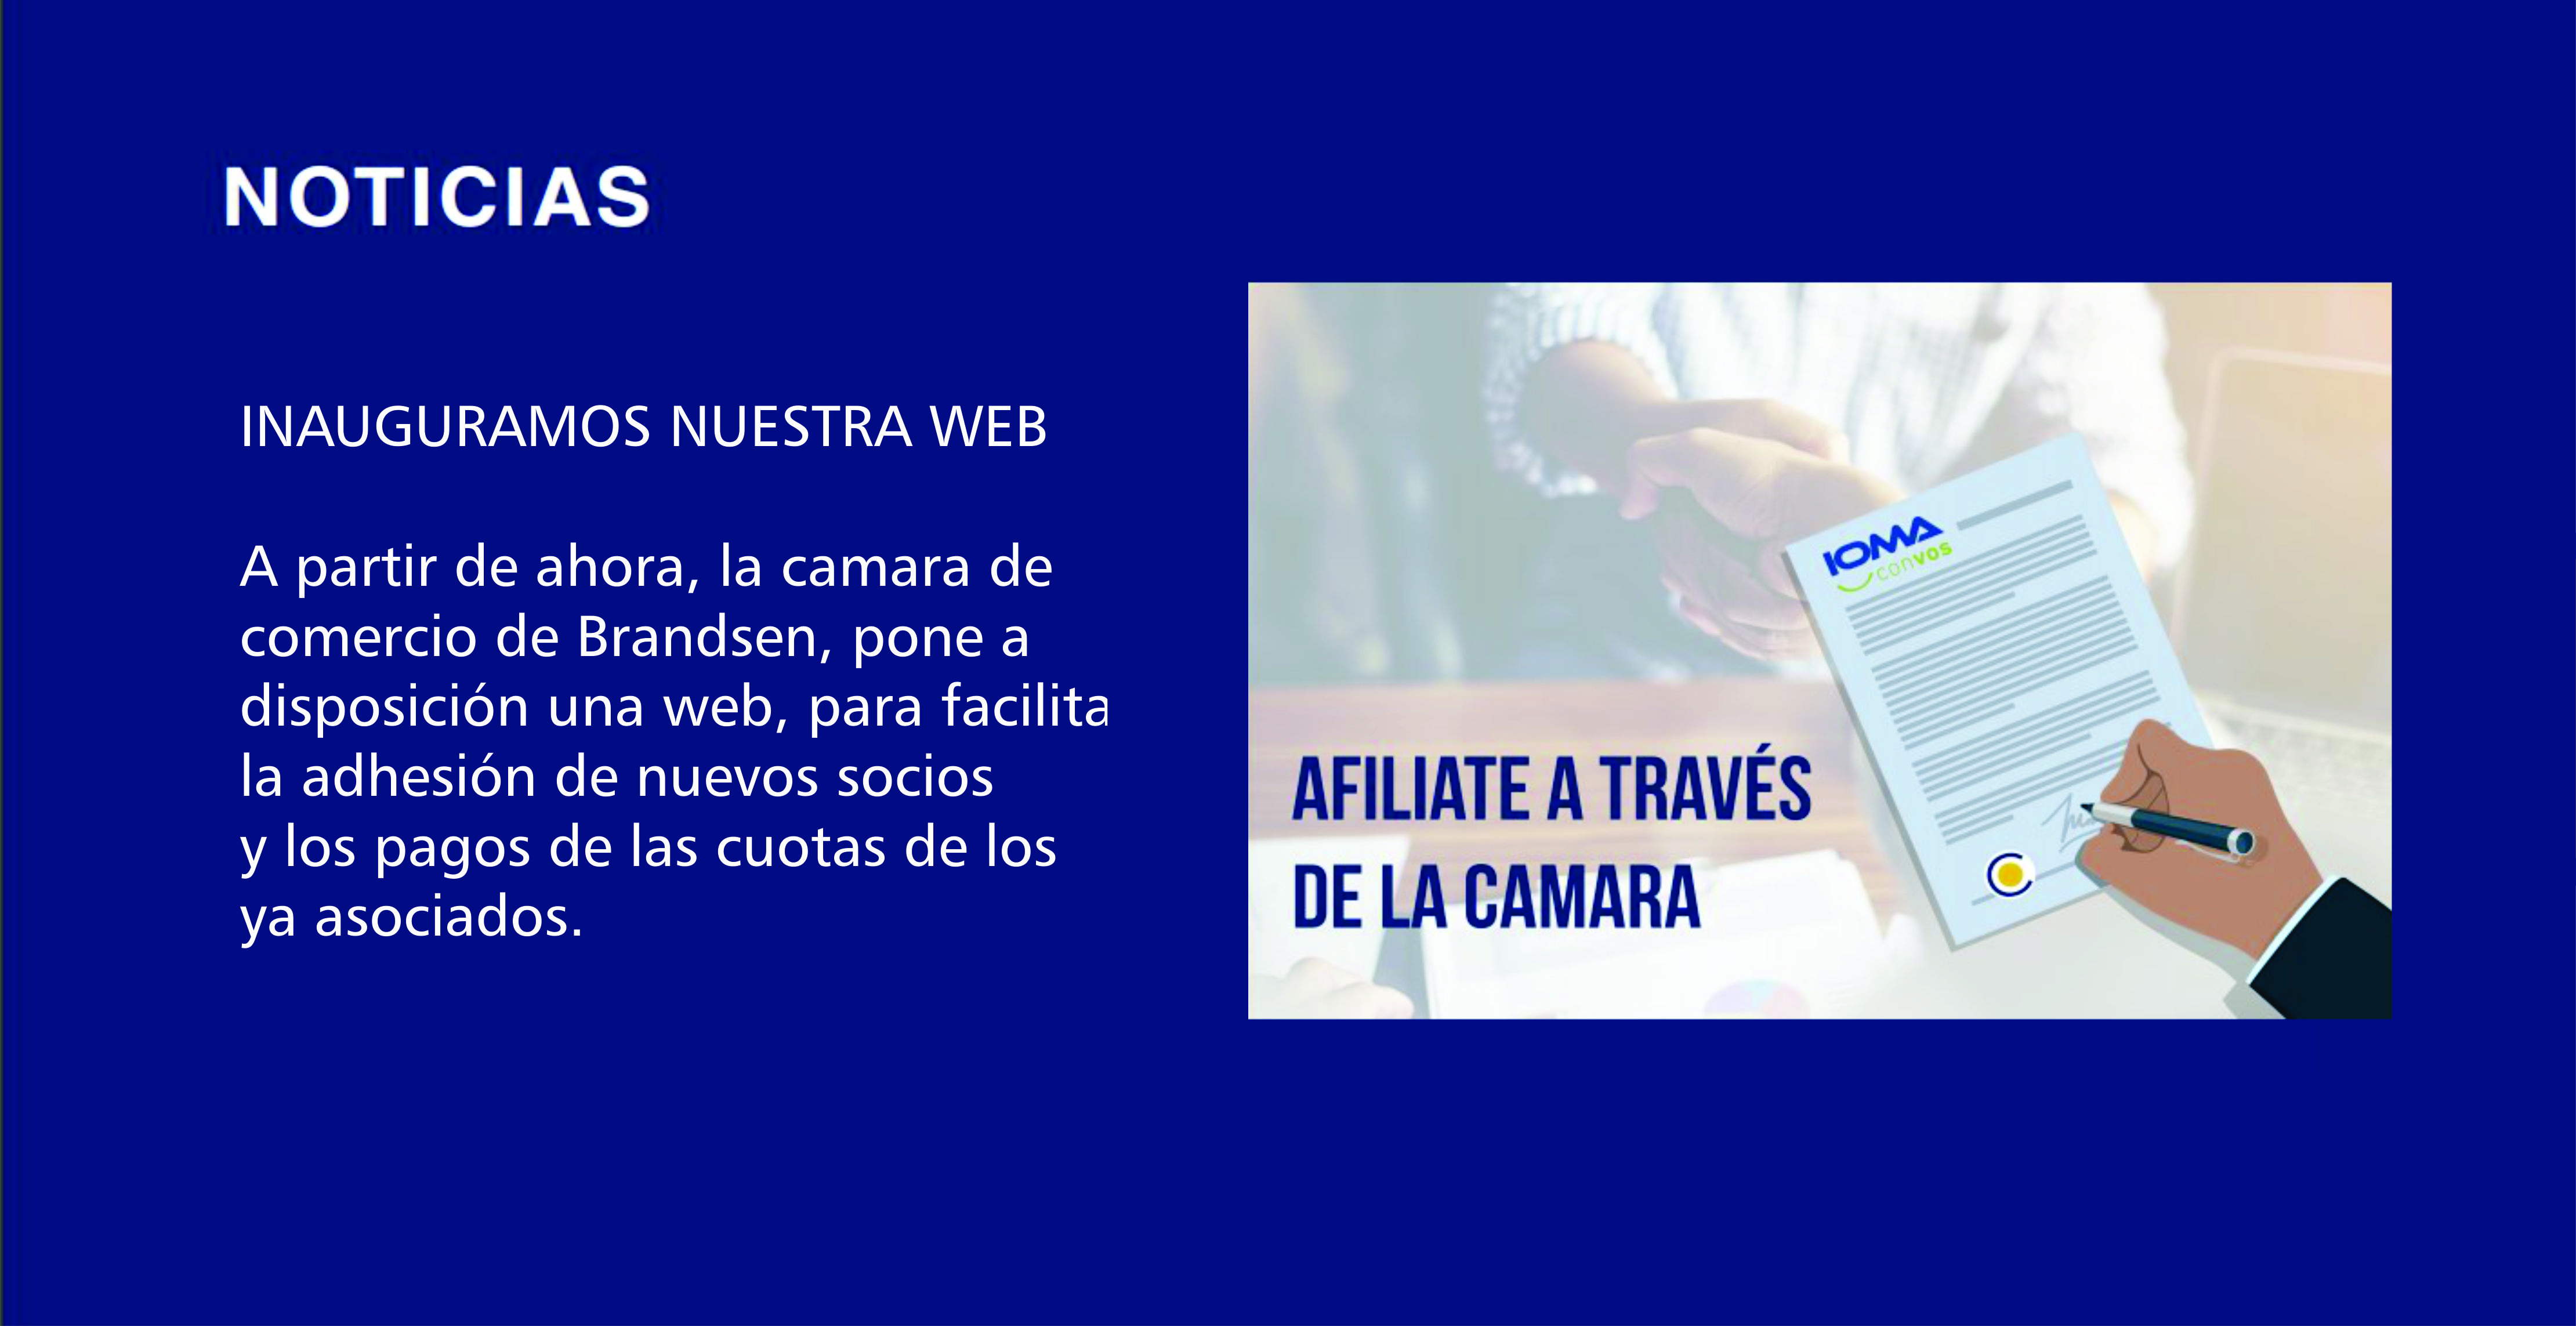 NOTICIAS
INAUGURAMOS NUESTRA WEB
A partir de ahora, la camara de
comercio de Brandsen, pone a
disposición una web, para facilita
la adhesión de nuevos socios
y los pagos de las cuotas de los
ya asociados.
IOMA
convos
AFILIATE A TRAVÉS
DE LA CAMARA